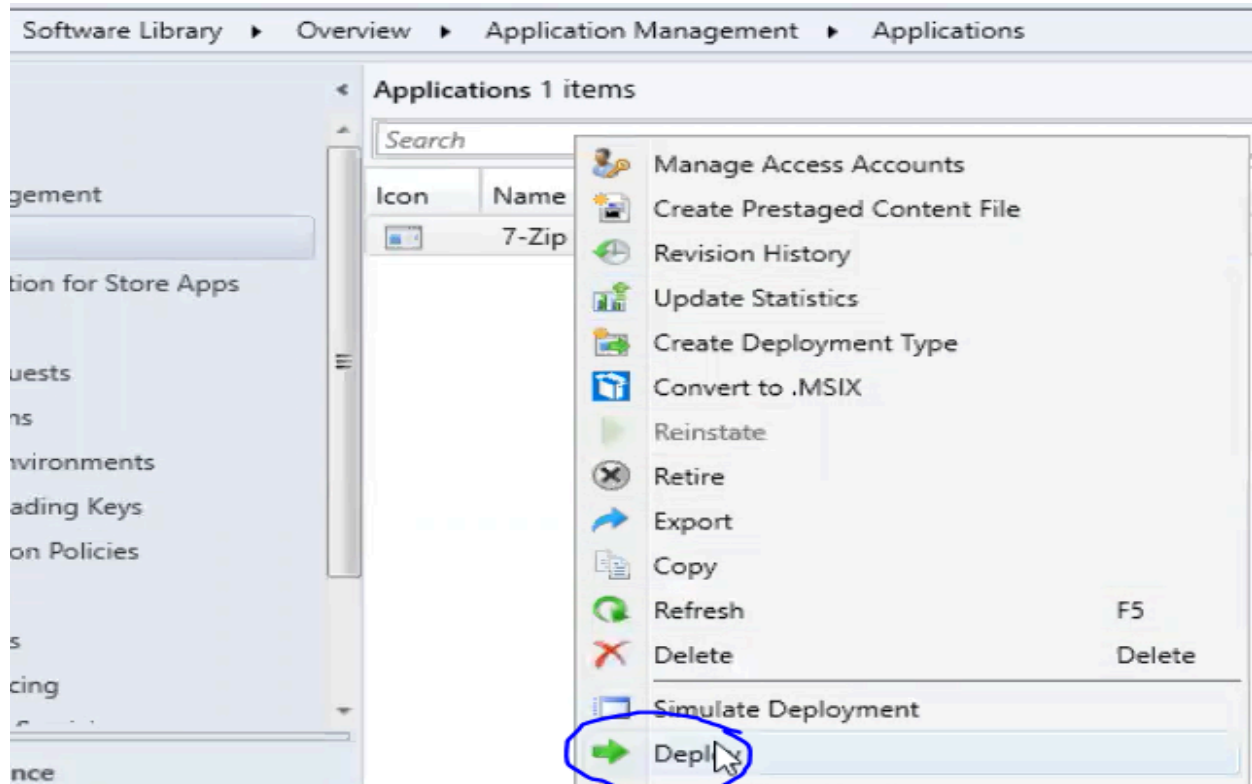 Software Library ▸ Overview ▸ Application Management ▸ Applications
Applications 1 items
Search
Icon Name
7-Zip
gement
tion for Store Apps
uests
ns
nvironments
ading Keys
on Policies
s
cing
nce
Manage Access Accounts
Create Prestaged Content File
Revision History
Update Statistics
Create Deployment Type
Convert to .MSIX
Reinstate
Retire
Export
Copy
Refresh F5
Delete Delete
Simulate Deployment
Deploy